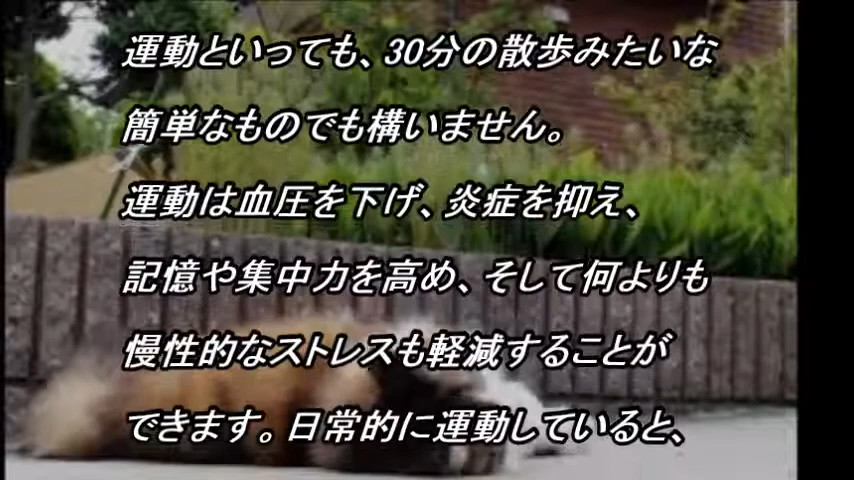 運動といっても、30分の散歩みたいな
簡単なものでも構いません。
運動は血圧を下げ、炎症を抑え、
記憶や集中力を高め、そして何よりも
慢性的なストレスも軽減することが
できます。日常的に運動していると、